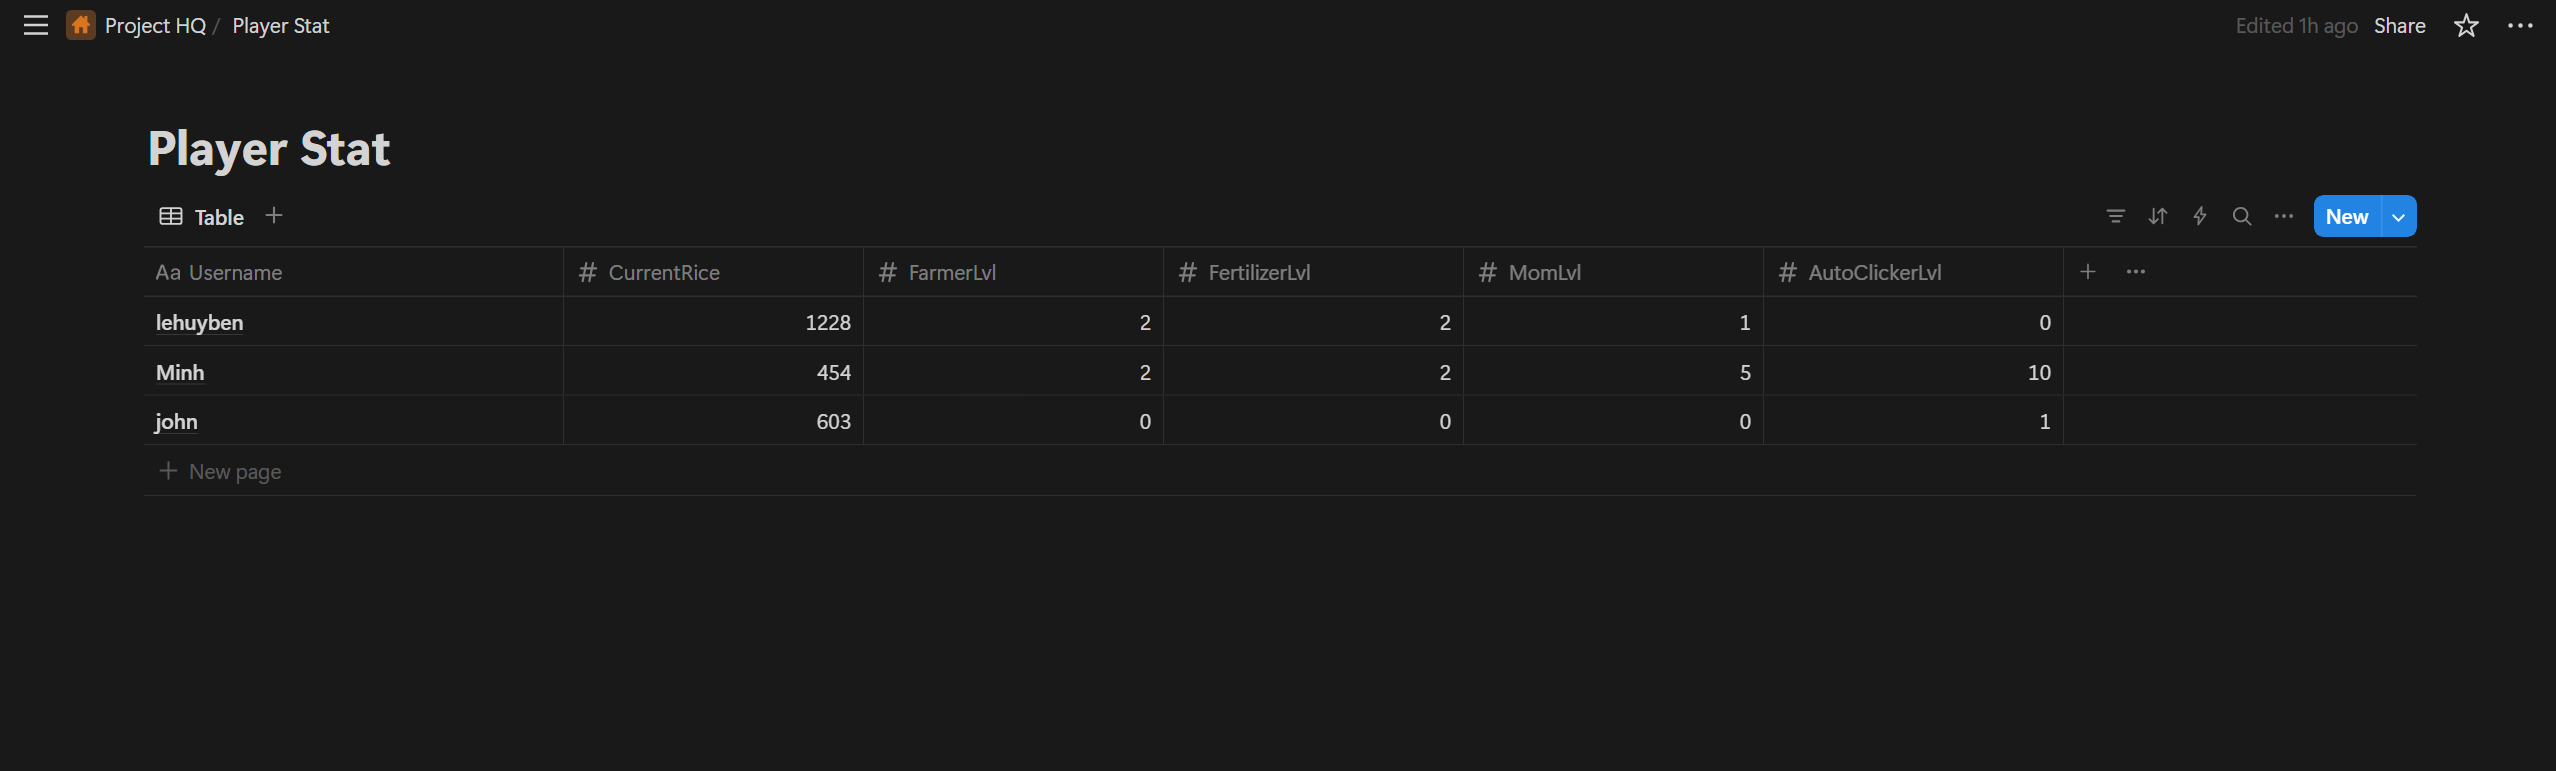 Project HQ / Player Stat Edited 1h ago Share
Player Stat
Table New
Aa Username # CurrentRice # FarmerLvl # FertilizerLvl # MomLvl # AutoClickerLvl
lehuyben 1228 2 2 1 0
Minh 454 2 2 5 10
john 603 0 0 0 1
New page